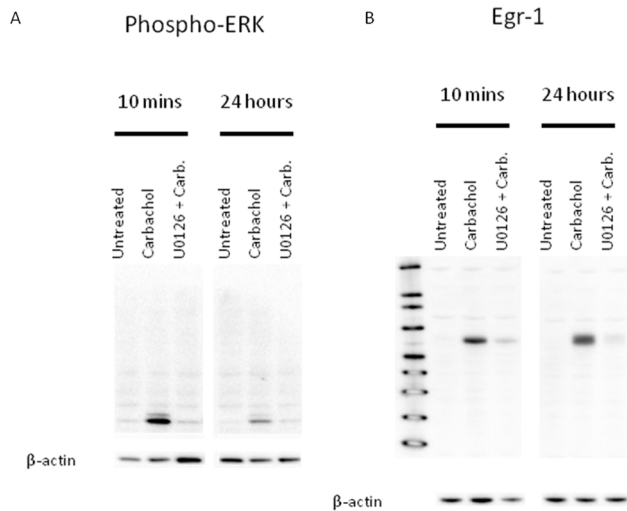 A
Phospho-ERK
10 mins
24 hours
Untreated
Carbachol
U0126 + Carb.
Untreated
Carbachol
U0126 + Carb.
β-actin
B
Egr-1
10 mins
24 hours
Untreated
Carbachol
U0126 + Carb.
Untreated
Carbachol
U0126 + Carb.
β-actin